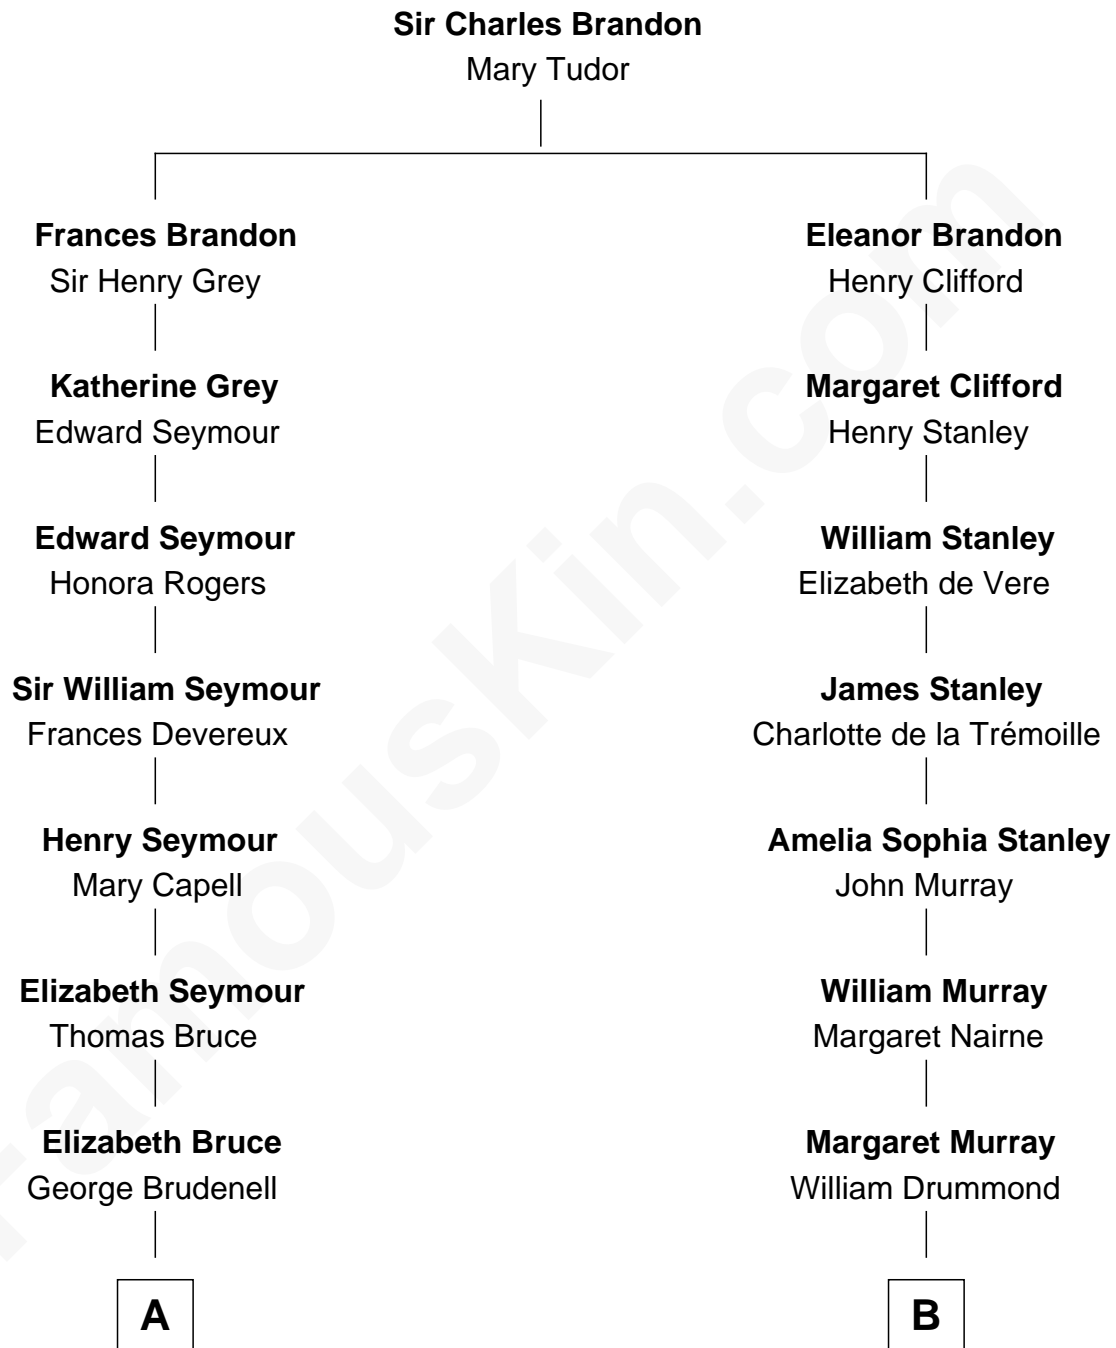 Sir Charles Brandon
Mary Tudor
Frances Brandon
Sir Henry Grey
Katherine Grey
Edward Seymour
Edward Seymour
Honora Rogers
Sir William Seymour
Frances Devereux
Henry Seymour
Mary Capell
Elizabeth Seymour
Thomas Bruce
Elizabeth Bruce
George Brudenell
A
Eleanor Brandon
Henry Clifford
Margaret Clifford
Henry Stanley
William Stanley
Elizabeth de Vere
James Stanley
Charlotte de la Trémoille
Amelia Sophia Stanley
John Murray
William Murray
Margaret Nairne
Margaret Murray
William Drummond
B
FamousKin.com